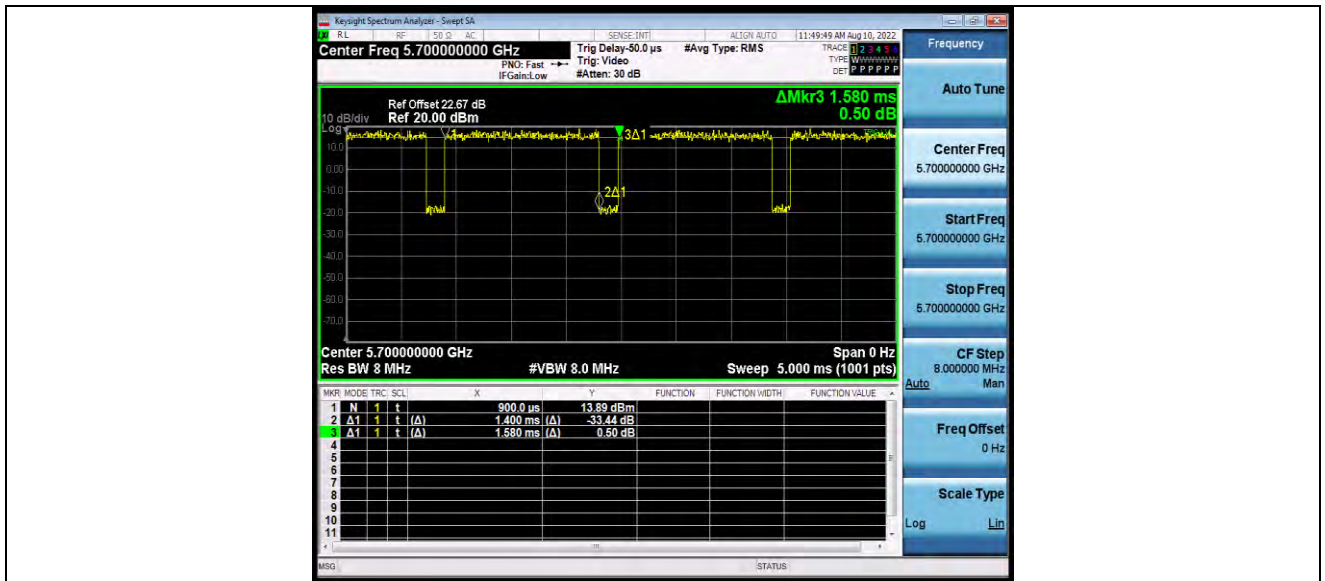 Keysight Spectrum Analyzer - Swept SA
RL RF 50 Ω AC SENSE:INT ALIGN AUTO 11:49:49 AM Aug 10, 2022
Center Freq 5.700000000 GHz
PNO: Fast
IFGain:Low
Trig Delay-50.0 µs
Trig: Video
#Atten: 30 dB
#Avg Type: RMS
TRACE 1 2 3 4 5 6
TYPE W
DET P P P P P P
ΔMkr3 1.580 ms
0.50 dB
Ref Offset 22.67 dB
10 dB/div Ref 20.00 dBm
Log
1
3Δ1
2Δ1
10.0
0.00
-10.0
-20.0
-30.0
-40.0
-50.0
-60.0
-70.0
Center 5.700000000 GHz Span 0 Hz
Res BW 8 MHz #VBW 8.0 MHz Sweep 5.000 ms (1001 pts)
MKR MODE TRC SCL X Y FUNCTION FUNCTION WIDTH FUNCTION VALUE
1 N 1 t 900.0 µs 13.89 dBm
2 Δ1 1 t (Δ) 1.400 ms (Δ) -33.44 dB
3 Δ1 1 t (Δ) 1.580 ms (Δ) 0.50 dB
4
5
6
7
8
9
10
11
MSG STATUS
Frequency
Auto Tune
Center Freq
5.700000000 GHz
Start Freq
5.700000000 GHz
Stop Freq
5.700000000 GHz
CF Step
8.000000 MHz
Auto Man
Freq Offset
0 Hz
Scale Type
Log Lin